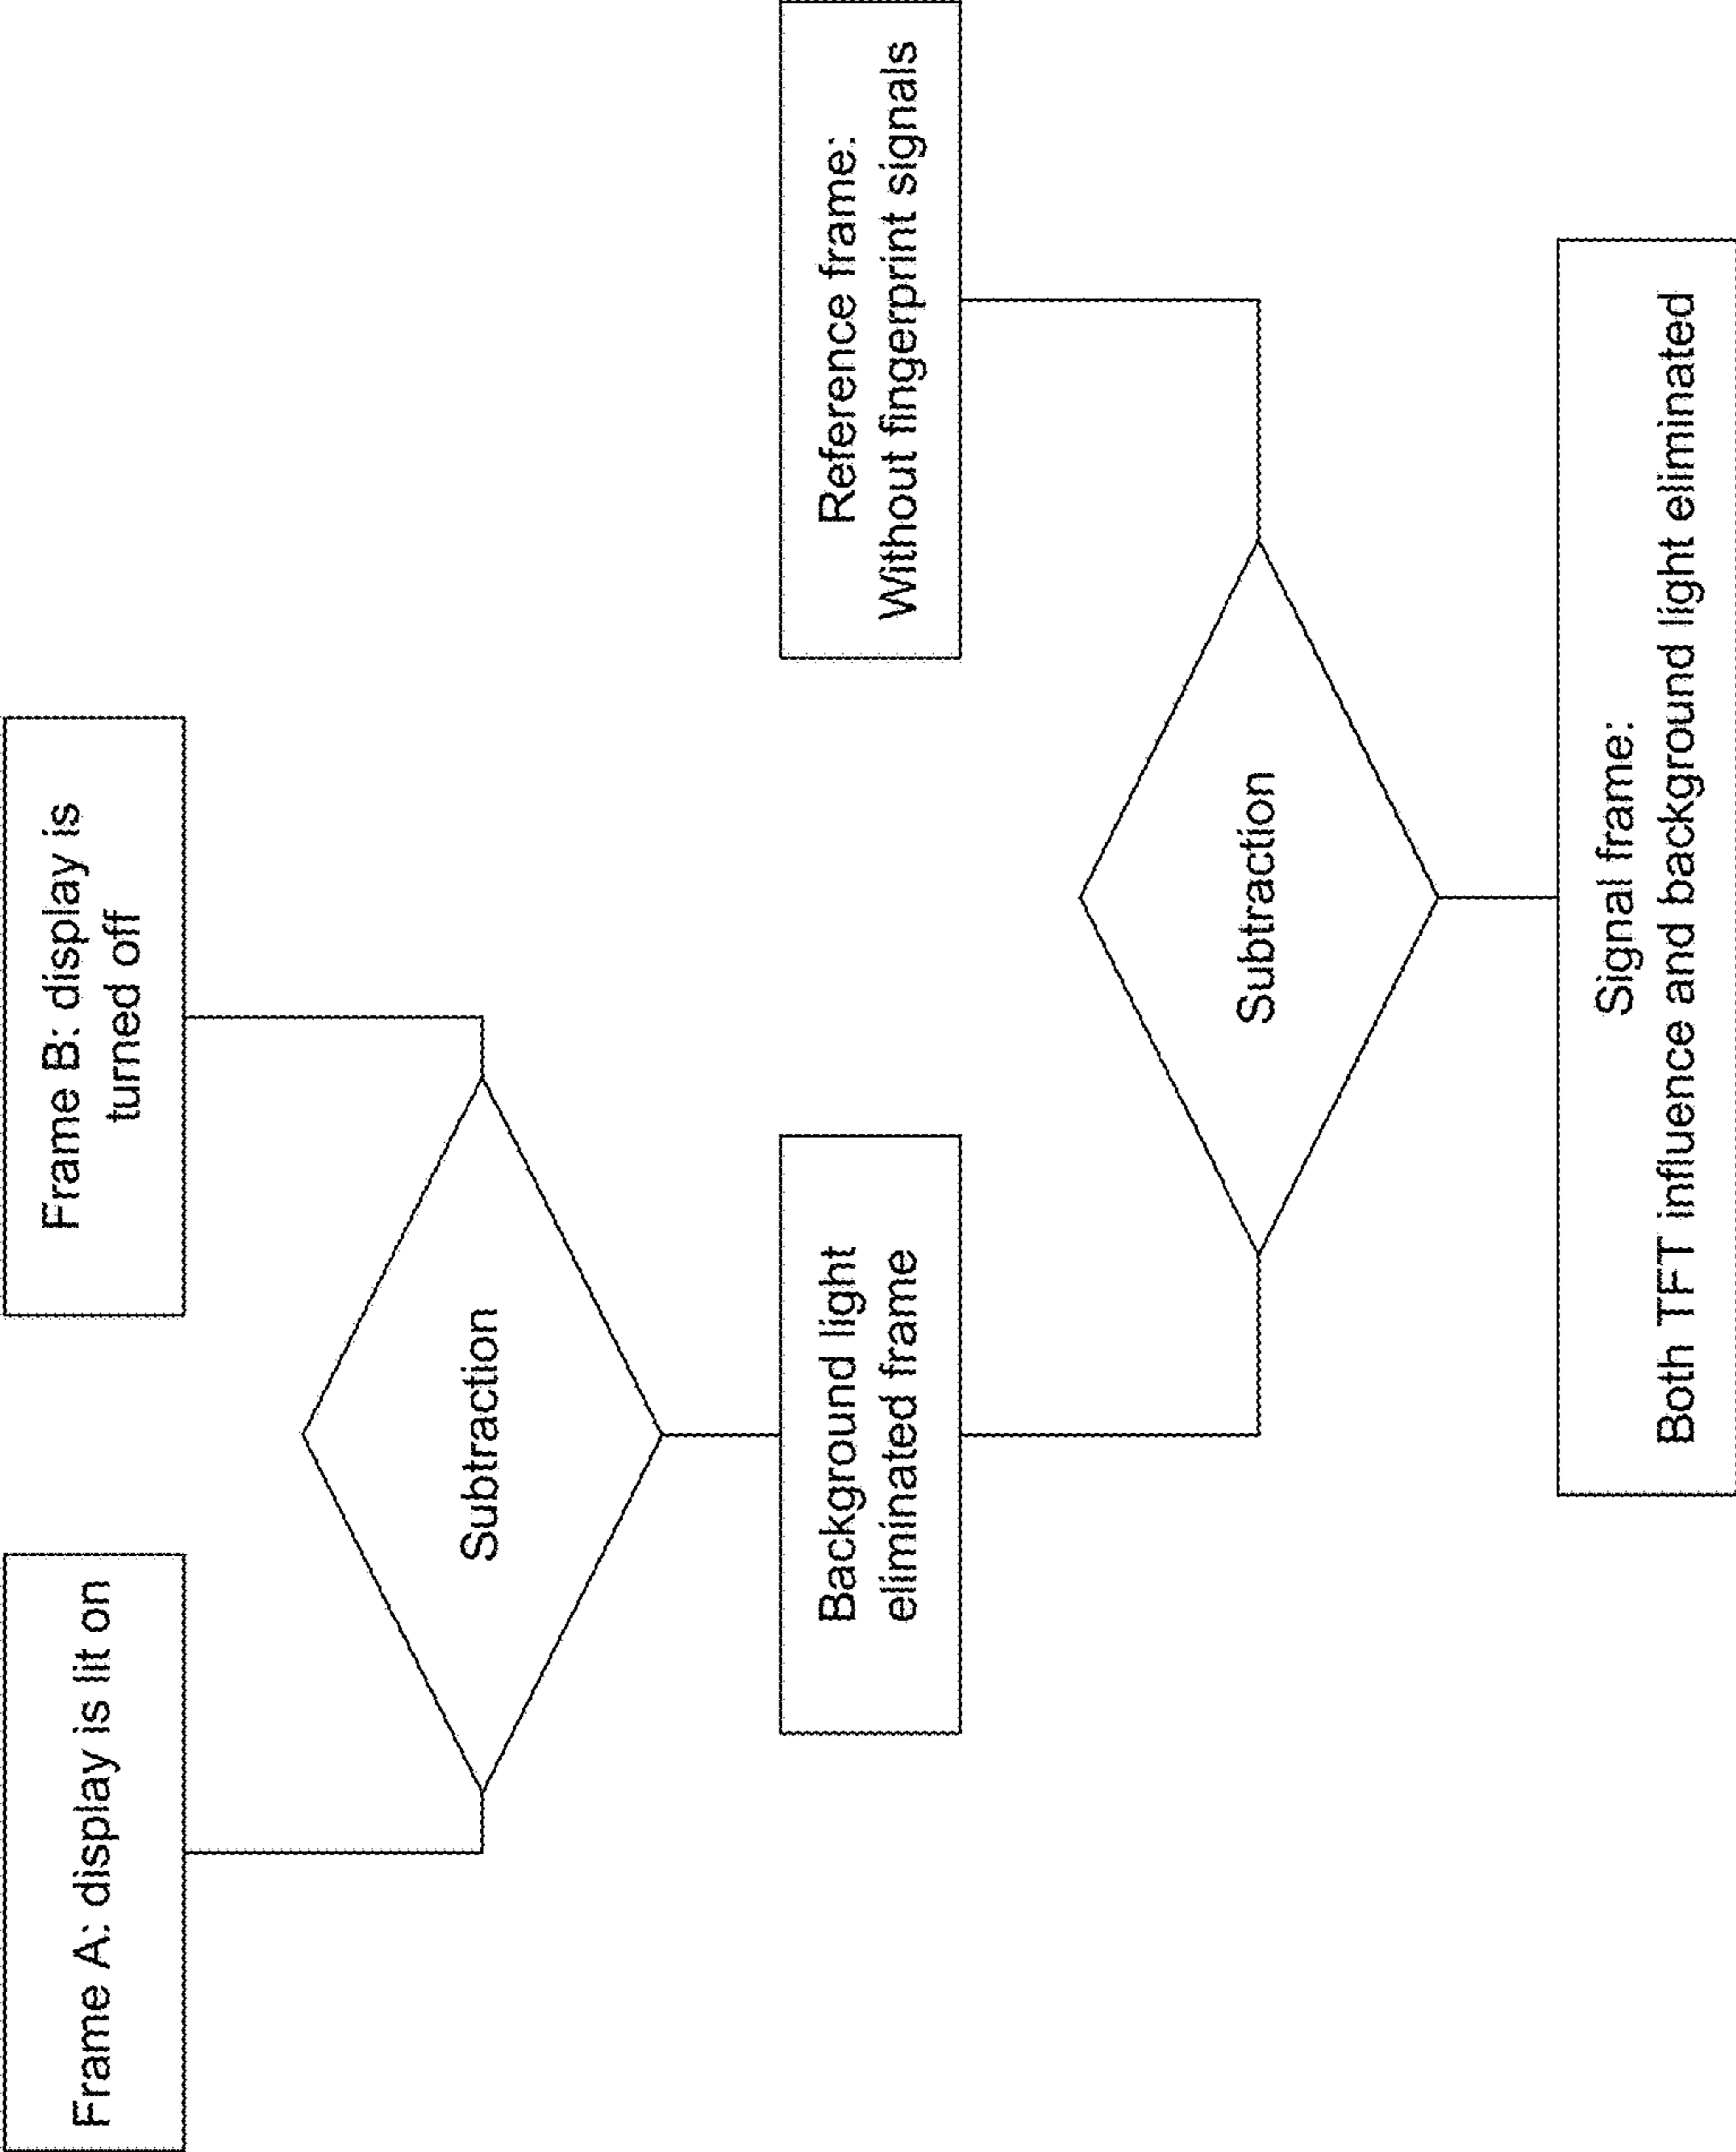 Frame A: display is lit on
Frame B: display is
turned off
Subtraction
Background light
eliminated frame
Reference frame:
Without fingerprint signals
Subtraction
Signal frame:
Both TFT influence and background light eliminated